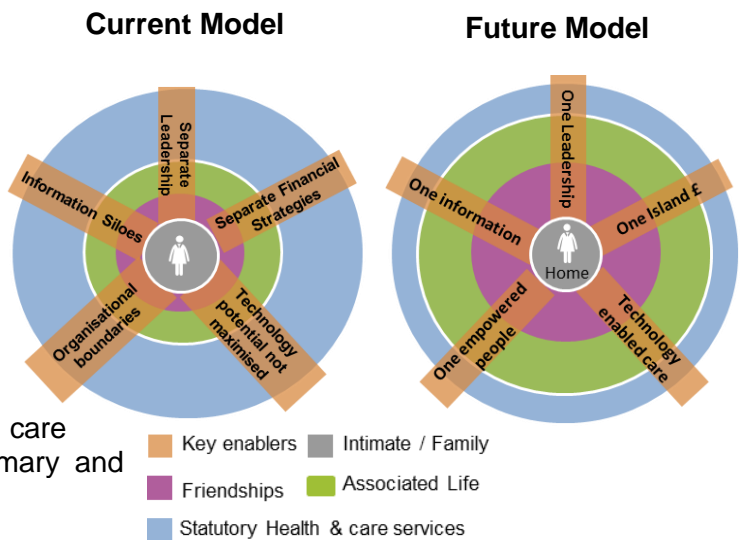 Current Model
Future Model
Separate
Leadership
Information Siloes
Separate Financial
Strategies
Organisational
boundaries
Technology
potential not
maxinised
One Leadership
One information
One Island £
Home
One empowered
people
Technology
enabled care
care
mary and
Key enablers
Intimate / Family
Friendships
Associated Life
Statutory Health & care services